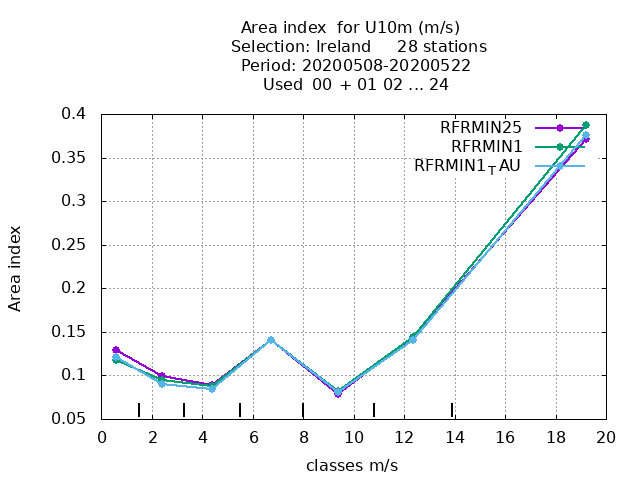 Area index  for U10m (m/s)
Selection: Ireland     28 stations
Period: 20200508-20200522
Used  00 + 01 02 ... 24
RFRMIN25
RFRMIN1
RFRMIN1TAU
0.4
0.35
0.3
0.25
0.2
0.15
0.1
0.05
Area index
0 2 4 6 8 10 12 14 16 18 20
classes m/s